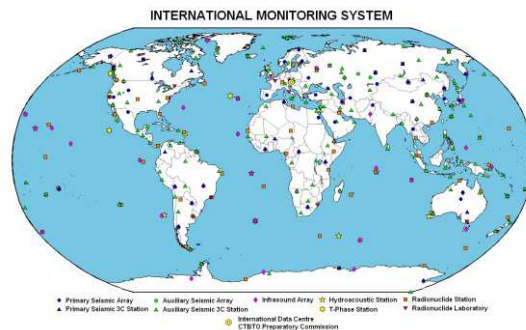 INTERNATIONAL MONITORING SYSTEM
Primary Seismic Array Auxiliary Seismic Array Infrasound Array Hydroacoustic Station Radionuclide Station
Primary Seismic 3C Station Auxiliary Seismic 3C Station T-Phase Station Radionuclide Laboratory
International Data Centre
CTBTO Preparatory Commission